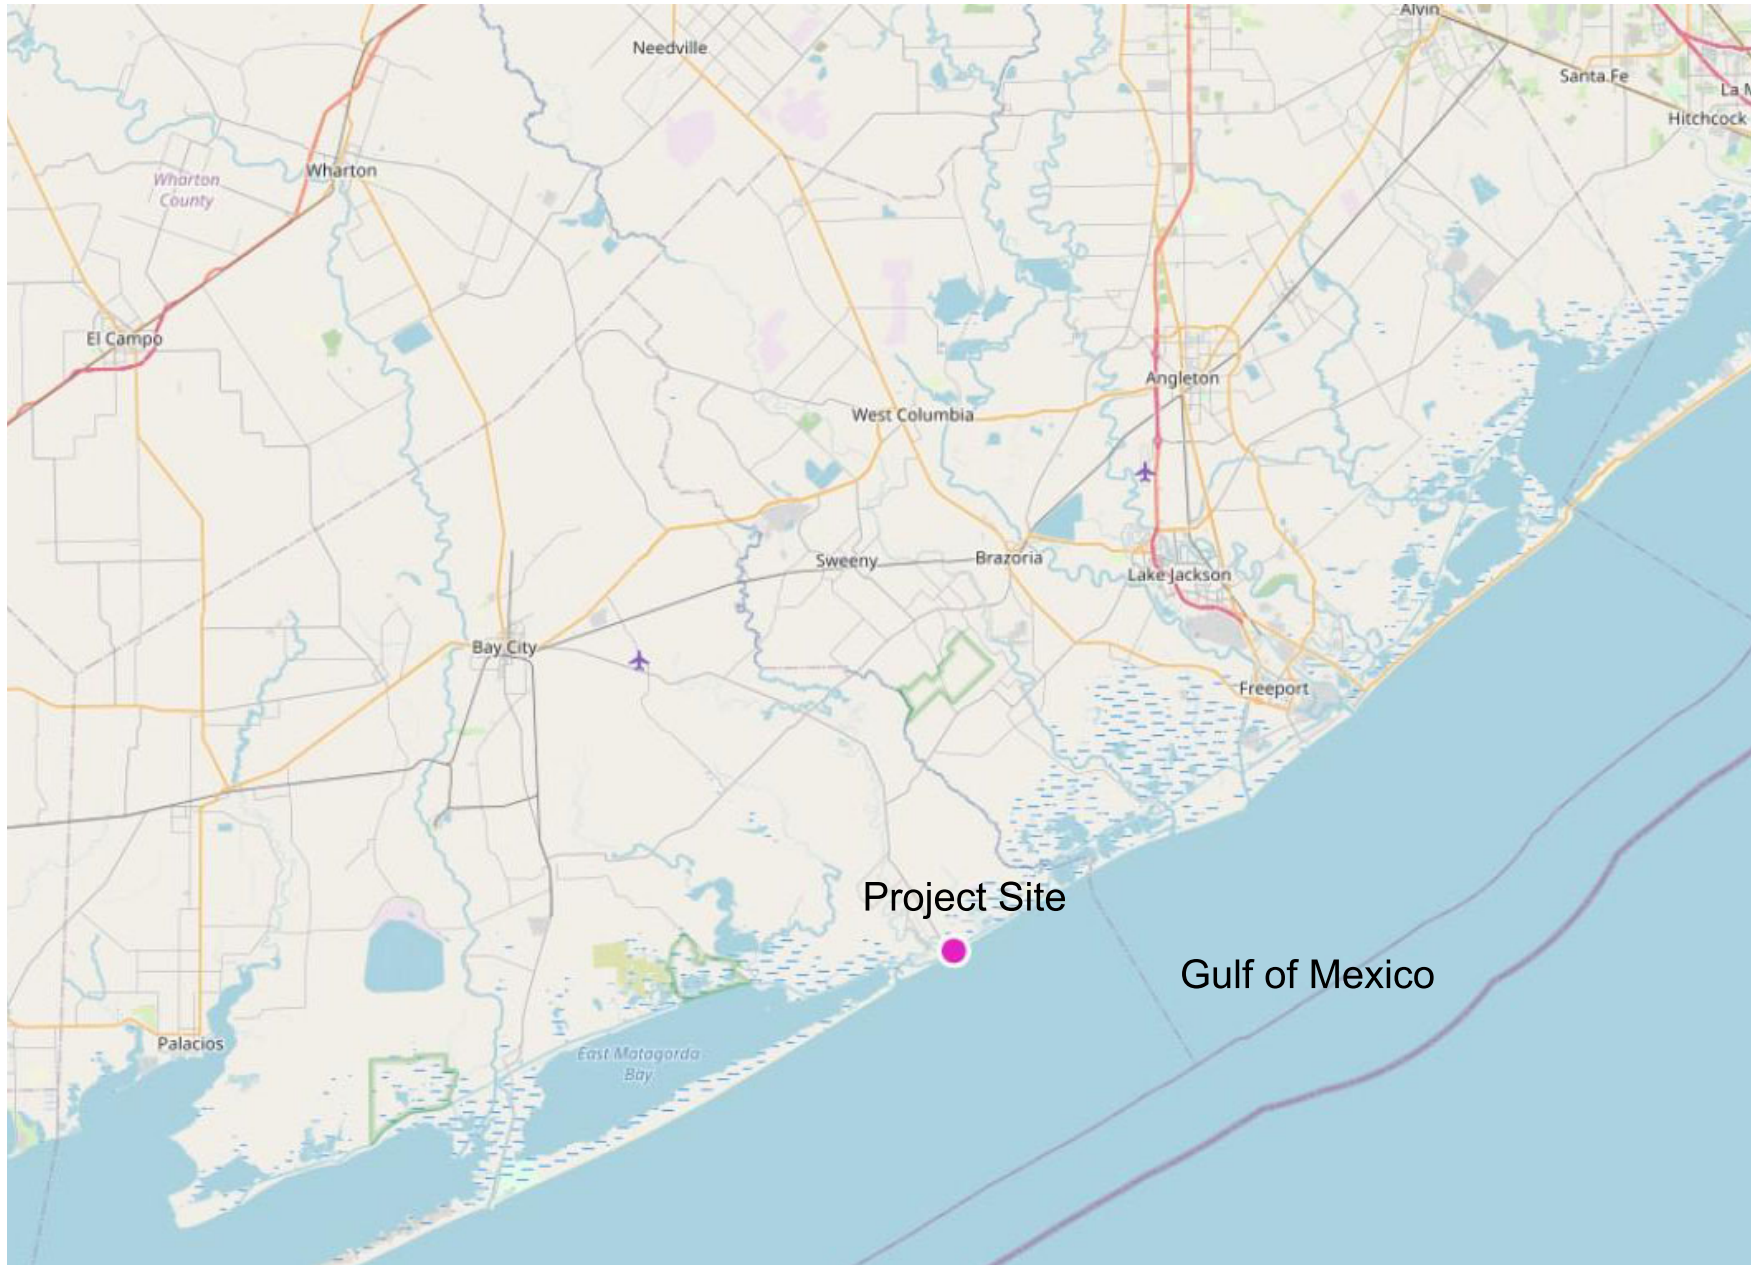 Alvin
Needville
Santa Fe
La M
Hitchcock
Wharton
Wharton
County
El Campo
Angleton
West Columbia
Sweeny
Brazoria
Lake Jackson
Bay City
Freeport
Project Site
Gulf of Mexico
Palacios
East Matagorda
Bay